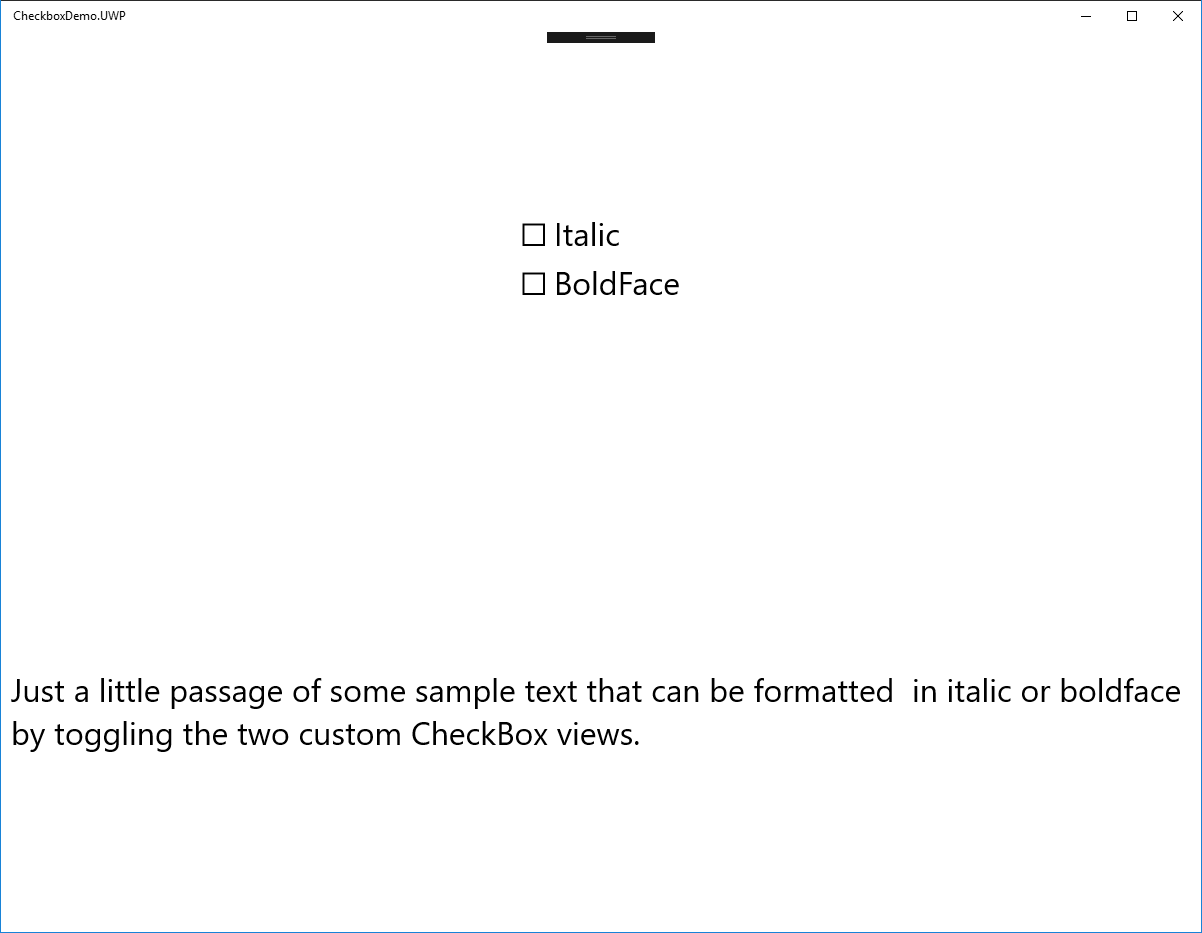 CheckboxDemo.UWP
☐ Italic
☐ BoldFace
Just a little passage of some sample text that can be formatted  in italic or boldface
by toggling the two custom CheckBox views.